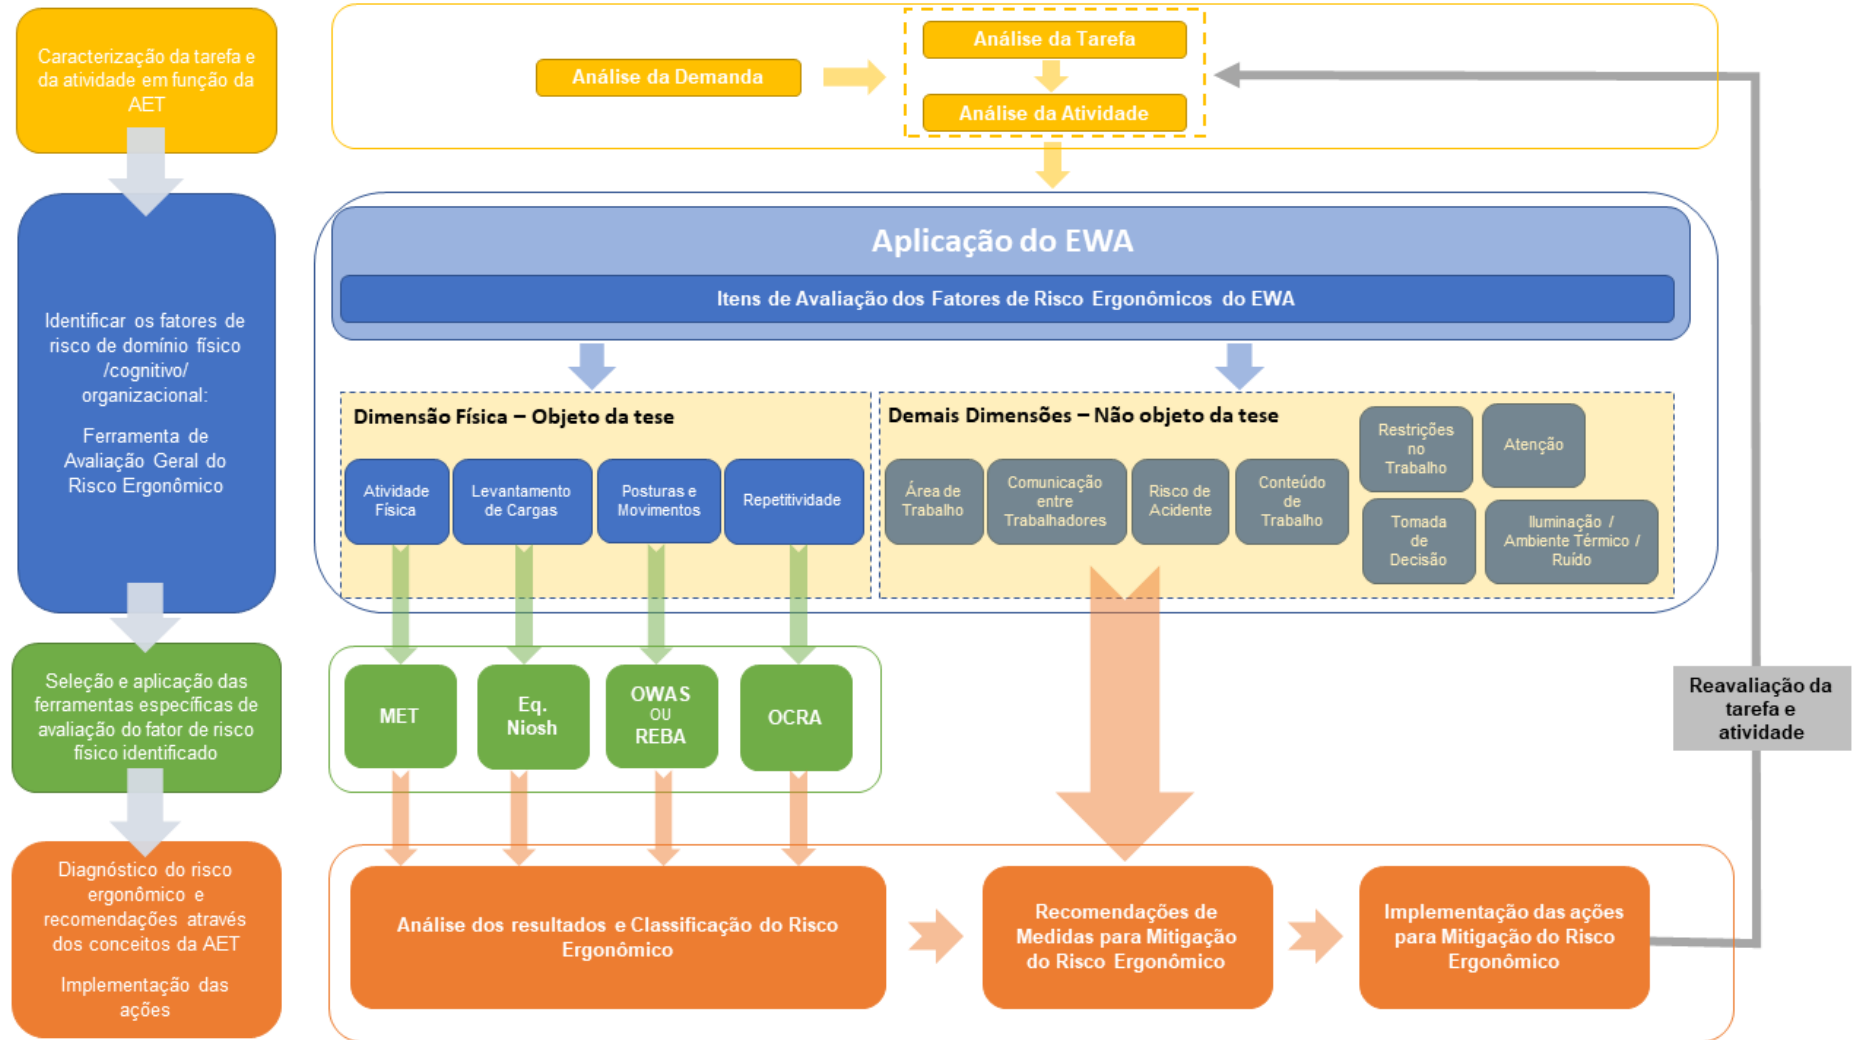 Caracterização da tarefa e
da atividade em função da
AET
Análise da Demanda
Análise da Tarefa
Análise da Atividade
Identificar os fatores de
risco de domínio físico
/cognitivo/
organizacional:
Ferramenta de
Avaliação Geral do
Risco Ergonômico
Aplicação do EWA
Itens de Avaliação dos Fatores de Risco Ergonômicos do EWA
Dimensão Física – Objeto da tese
Atividade
Física
Levantamento
de Cargas
Posturas e
Movimentos
Repetitividade
Demais Dimensões – Não objeto da tese
Área de
Trabalho
Comunicação
entre
Trabalhadores
Risco de
Acidente
Conteúdo
de
Trabalho
Restrições
no
Trabalho
Atenção
Tomada
de
Decisão
Iluminação /
Ambiente Térmico /
Ruído
Seleção e aplicação das
ferramentas específicas de
avaliação do fator de risco
físico identificado
MET
Eq.
Niosh
OWAS
OU
REBA
OCRA
Reavaliação da
tarefa e
atividade
Diagnóstico do risco
ergonômico e
recomendações através
dos conceitos da AET
Implementação das
ações
Análise dos resultados e Classificação do Risco
Ergonômico
Recomendações de
Medidas para Mitigação
do Risco Ergonômico
Implementação das ações
para Mitigação do Risco
Ergonômico